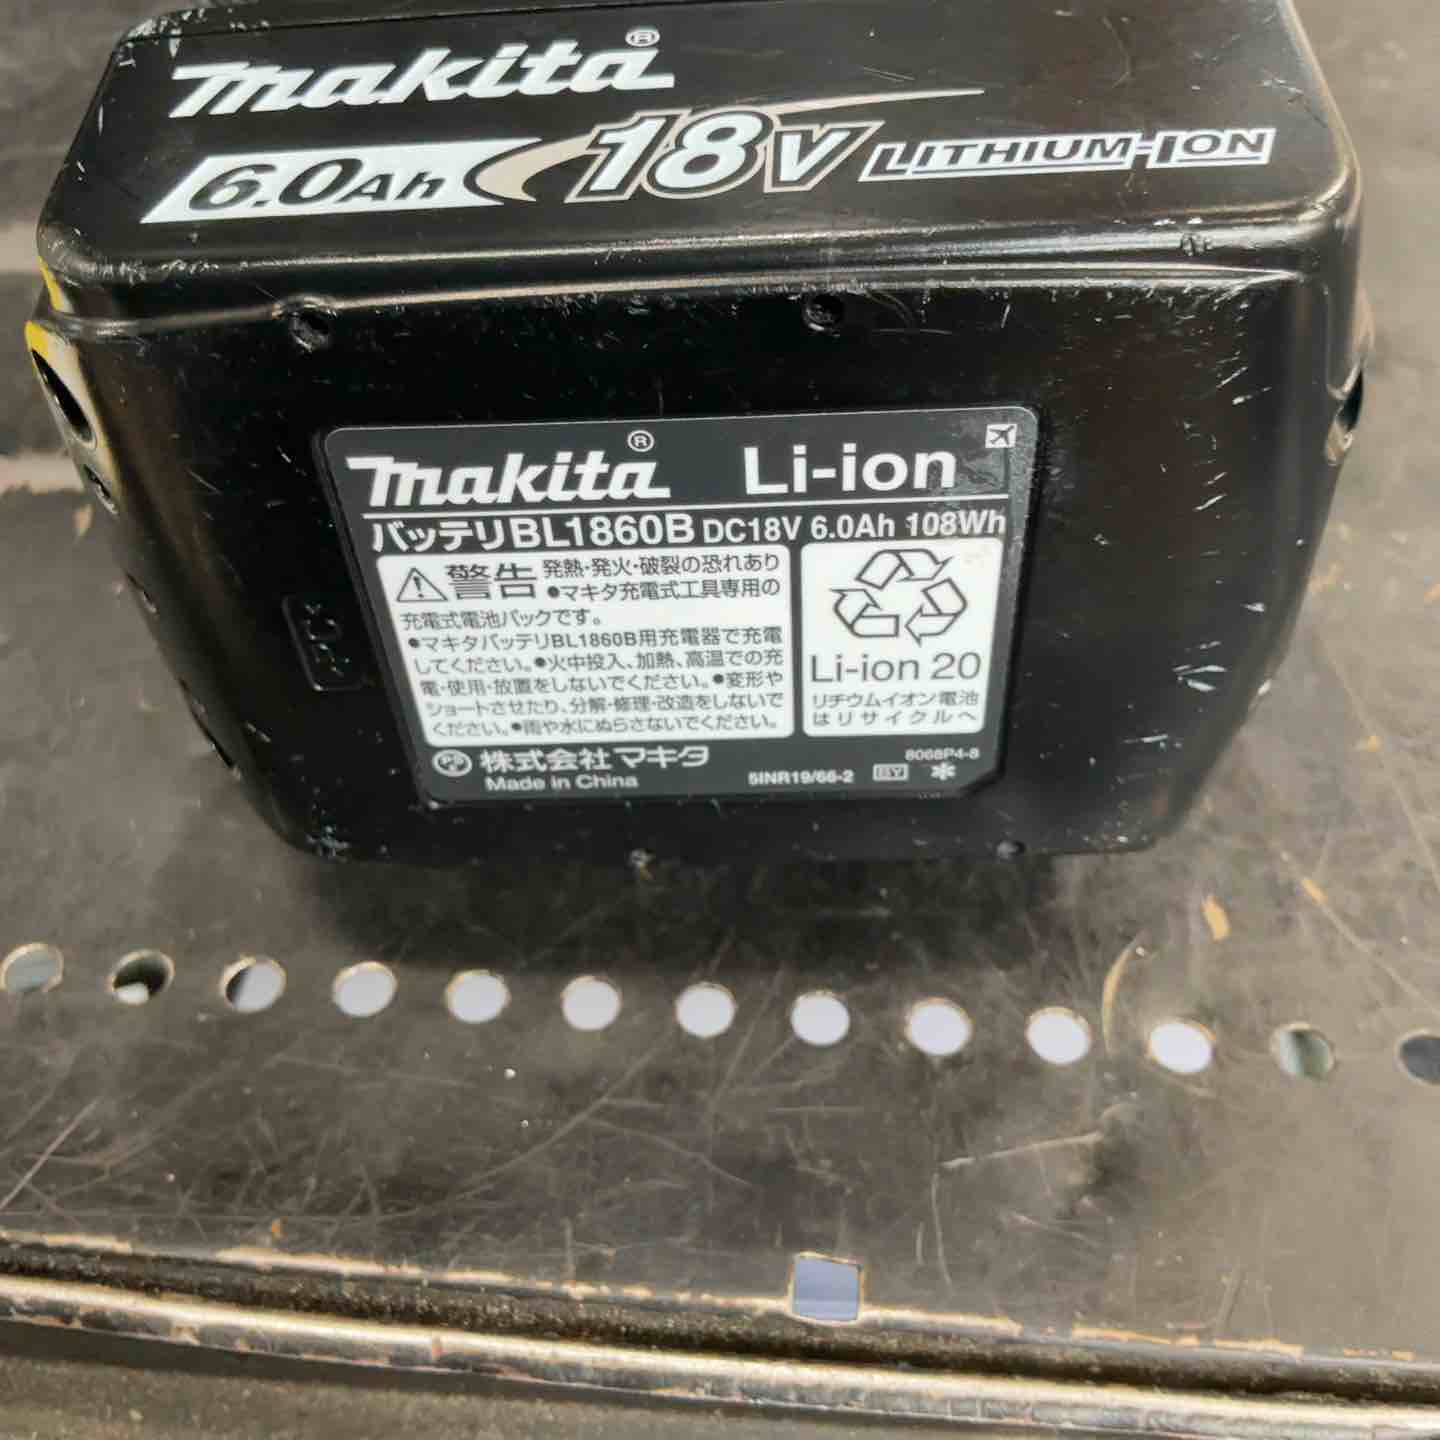 makita®
6.0Ah 18V LITHIUM-ION
makita® Li-ion
バッテリBL1860B DC18V 6.0Ah 108Wh
警告 発熱・発火・破裂の恐れあり
●マキタ充電式工具専用の
充電式電池パックです。
●マキタバッテリBL1860B用充電器で充電
してください。●火中投入、加熱、高温での充
電・使用・放置をしないでください。●変形や
ショートさせたり、分解・修理・改造をしないで
ください。●雨や水にぬらさないでください。
Li-ion 20
リチウムイオン電池
はリサイクルへ
PSE 株式会社マキタ
Made in China
5INR19/66-2
8068P4-8
BY ✻